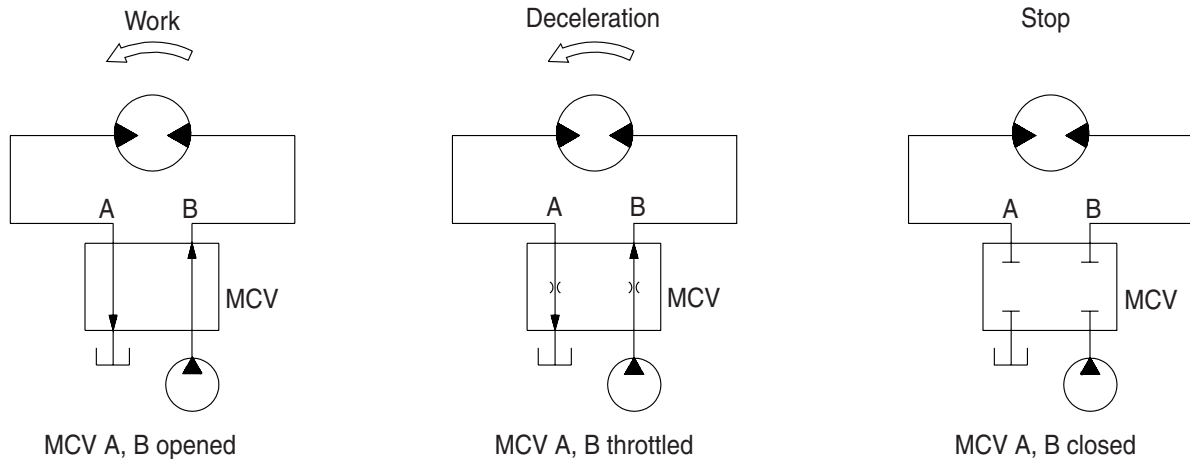 Work
Deceleration
Stop
A B
A B
A B
MCV
MCV
MCV
MCV A, B opened
MCV A, B throttled
MCV A, B closed